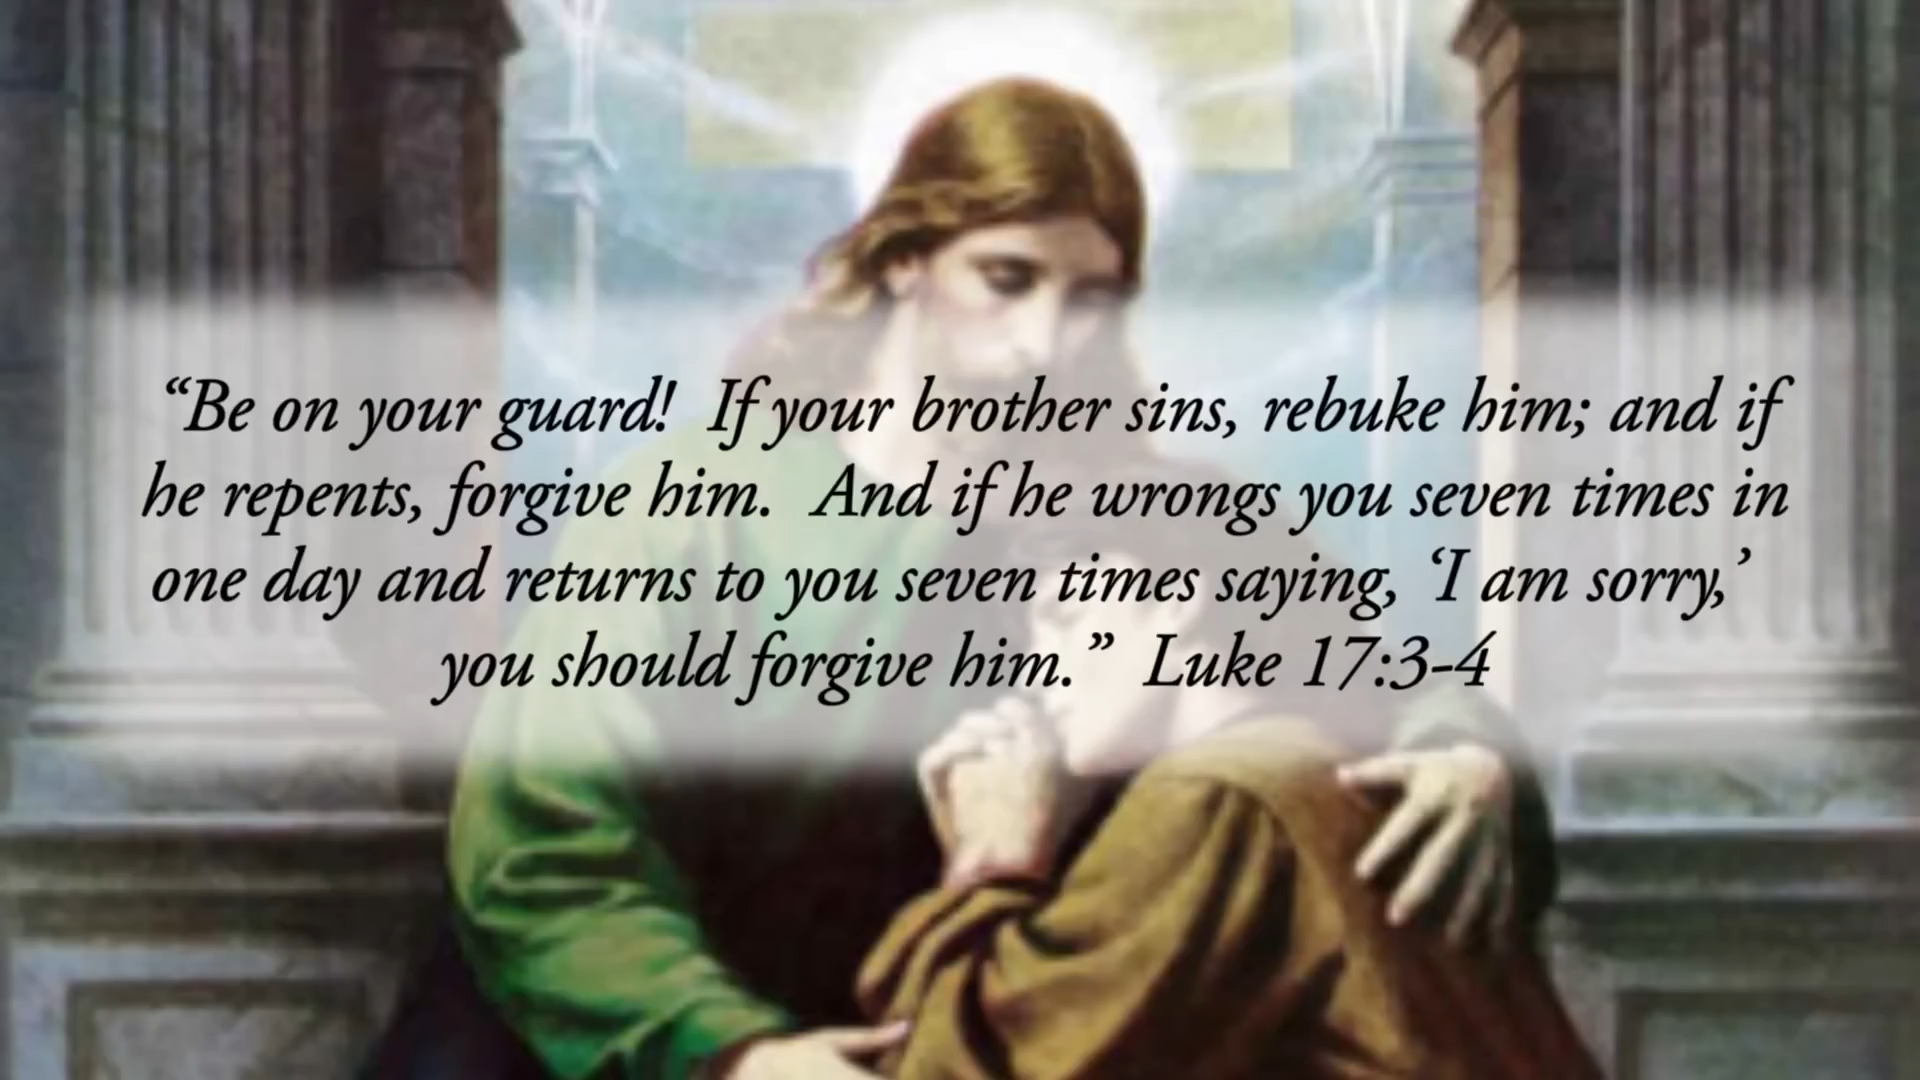 “Be on your guard!  If your brother sins, rebuke him; and if
he repents, forgive him.  And if he wrongs you seven times in
one day and returns to you seven times saying, ‘I am sorry,’
you should forgive him.”  Luke 17:3-4